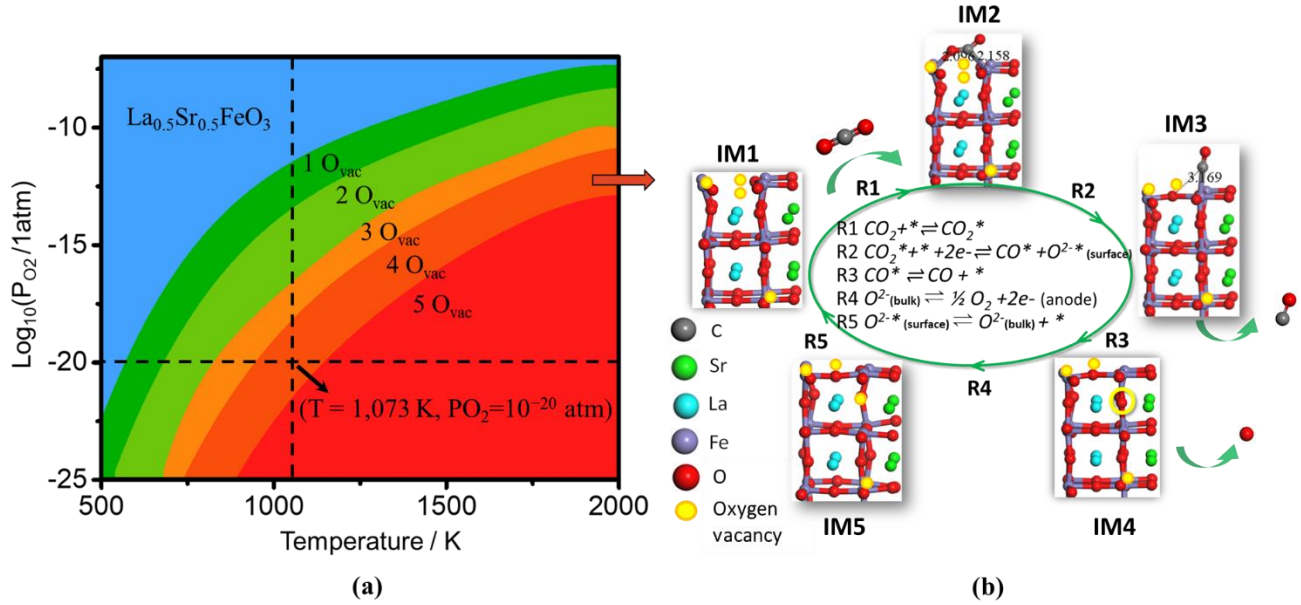 La0.5Sr0.5FeO3
1 Ovac
2 Ovac
3 Ovac
4 Ovac
5 Ovac
(T = 1,073 K, PO2=10−20 atm)
Log10(PO2/1atm)
-10
-15
-20
-25
500
1000
1500
2000
Temperature / K
(a)
IM2
2.096
2.158
IM1
IM3
3.169
R1
R2
R1 CO2+*⇌CO2*
R2 CO2*+* +2e-⇌CO* +O2-*(surface)
R3 CO*⇌CO + *
R4 O2-(bulk) ⇌ ½ O2 +2e- (anode)
R5 O2-*(surface) ⇌ O2-(bulk) + *
R5
R3
R4
C
Sr
La
Fe
O
Oxygen
vacancy
IM5
IM4
(b)